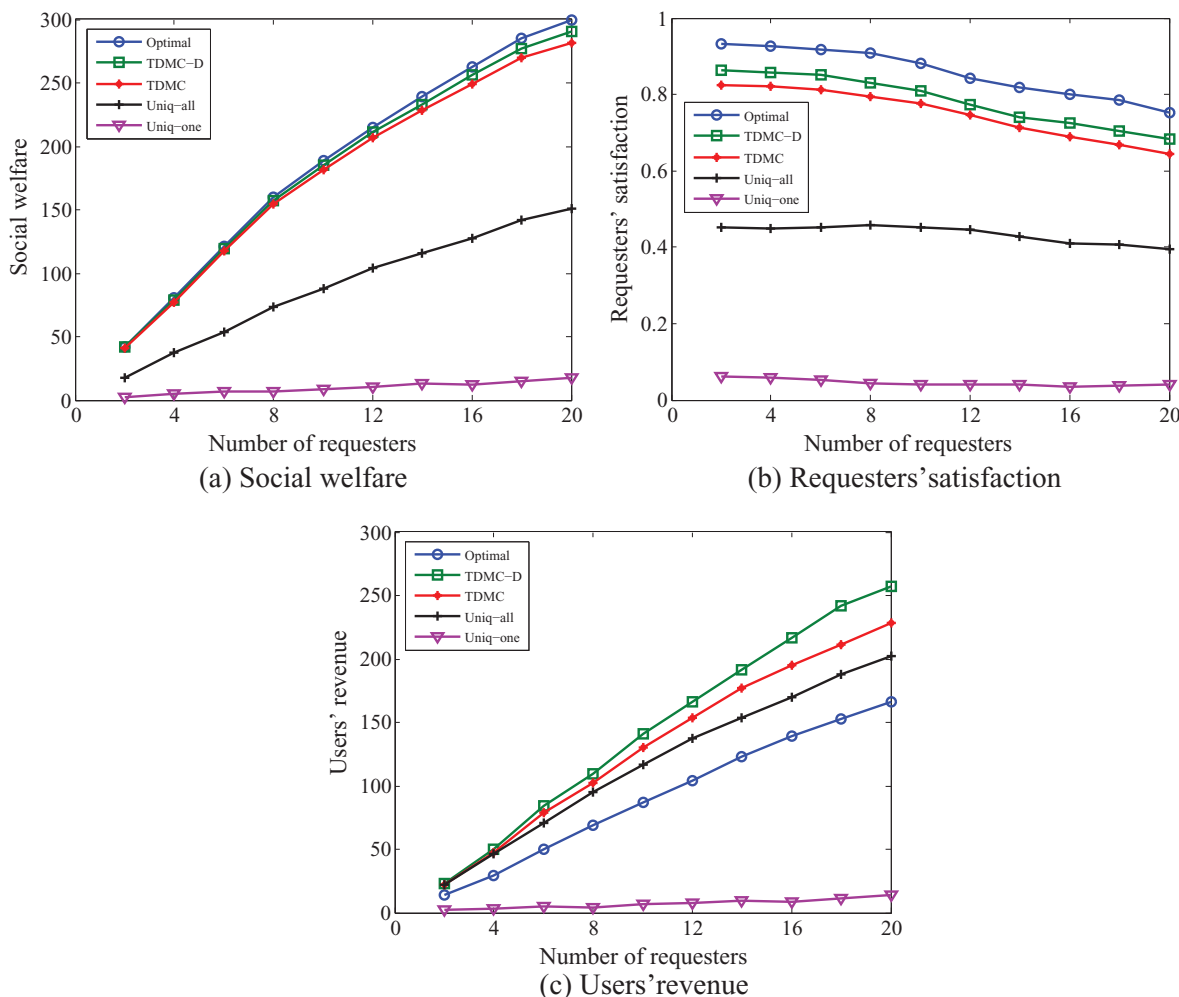 300
250
200
150
100
50
0
Social welfare
Optimal
TDMC-D
TDMC
Uniq-all
Uniq-one
0 4 8 12 16 20
Number of requesters
(a) Social welfare
1
0.8
0.6
0.4
0.2
0
Requesters' satisfaction
Optimal
TDMC-D
TDMC
Uniq-all
Uniq-one
0 4 8 12 16 20
Number of requesters
(b) Requesters'satisfaction
300
250
200
150
100
50
0
Users' revenue
Optimal
TDMC-D
TDMC
Uniq-all
Uniq-one
0 4 8 12 16 20
Number of requesters
(c) Users'revenue